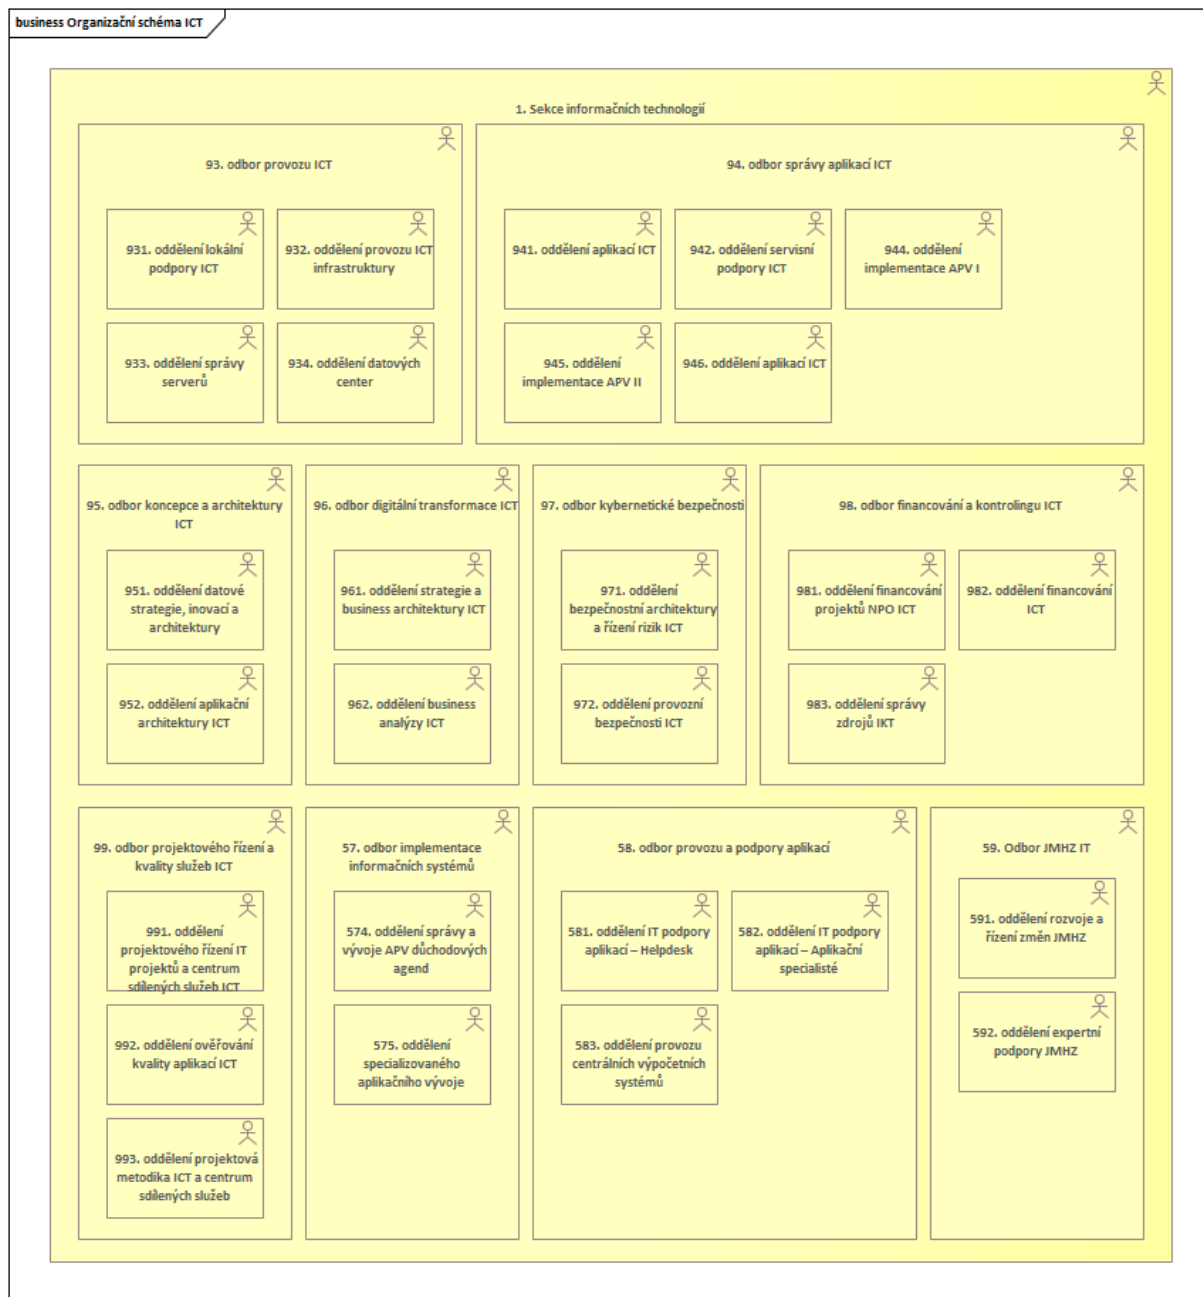 business Organizační schéma ICT
1. Sekce informačních technologií
93. odbor provozu ICT
931. oddělení lokální
podpory ICT
932. oddělení provozu ICT
infrastruktury
933. oddělení správy
serverů
934. oddělení datových
center
94. odbor správy aplikací ICT
941. oddělení aplikací ICT
942. oddělení servisní
podpory ICT
944. oddělení
implementace APV I
945. oddělení
implementace APV II
946. oddělení aplikací ICT
95. odbor koncepce a architektury
ICT
951. oddělení datové
strategie, inovací a
architektury
952. oddělení aplikační
architektury ICT
96. odbor digitální transformace ICT
961. oddělení strategie a
business architektury ICT
962. oddělení business
analýzy ICT
97. odbor kybernetické bezpečnosti
971. oddělení
bezpečnostní architektury
a řízení rizik ICT
972. oddělení provozní
bezpečnosti ICT
98. odbor financování a kontrolingu ICT
981. oddělení financování
projektů NPO ICT
982. oddělení financování
ICT
983. oddělení správy
zdrojů IKT
99. odbor projektového řízení a
kvality služeb ICT
991. oddělení
projektového řízení IT
projektů a centrum
sdílených služeb ICT
992. oddělení ověřování
kvality aplikací ICT
993. oddělení projektová
metodika ICT a centrum
sdílených služeb
57. odbor implementace
informačních systémů
574. oddělení správy a
vývoje APV důchodových
agend
575. oddělení
specializovaného
aplikačního vývoje
58. odbor provozu a podpory aplikací
581. oddělení IT podpory
aplikací – Helpdesk
582. oddělení IT podpory
aplikací – Aplikační
specialisté
583. oddělení provozu
centrálních výpočetních
systémů
59. Odbor JMHZ IT
591. oddělení rozvoje a
řízení změn JMHZ
592. oddělení expertní
podpory JMHZ